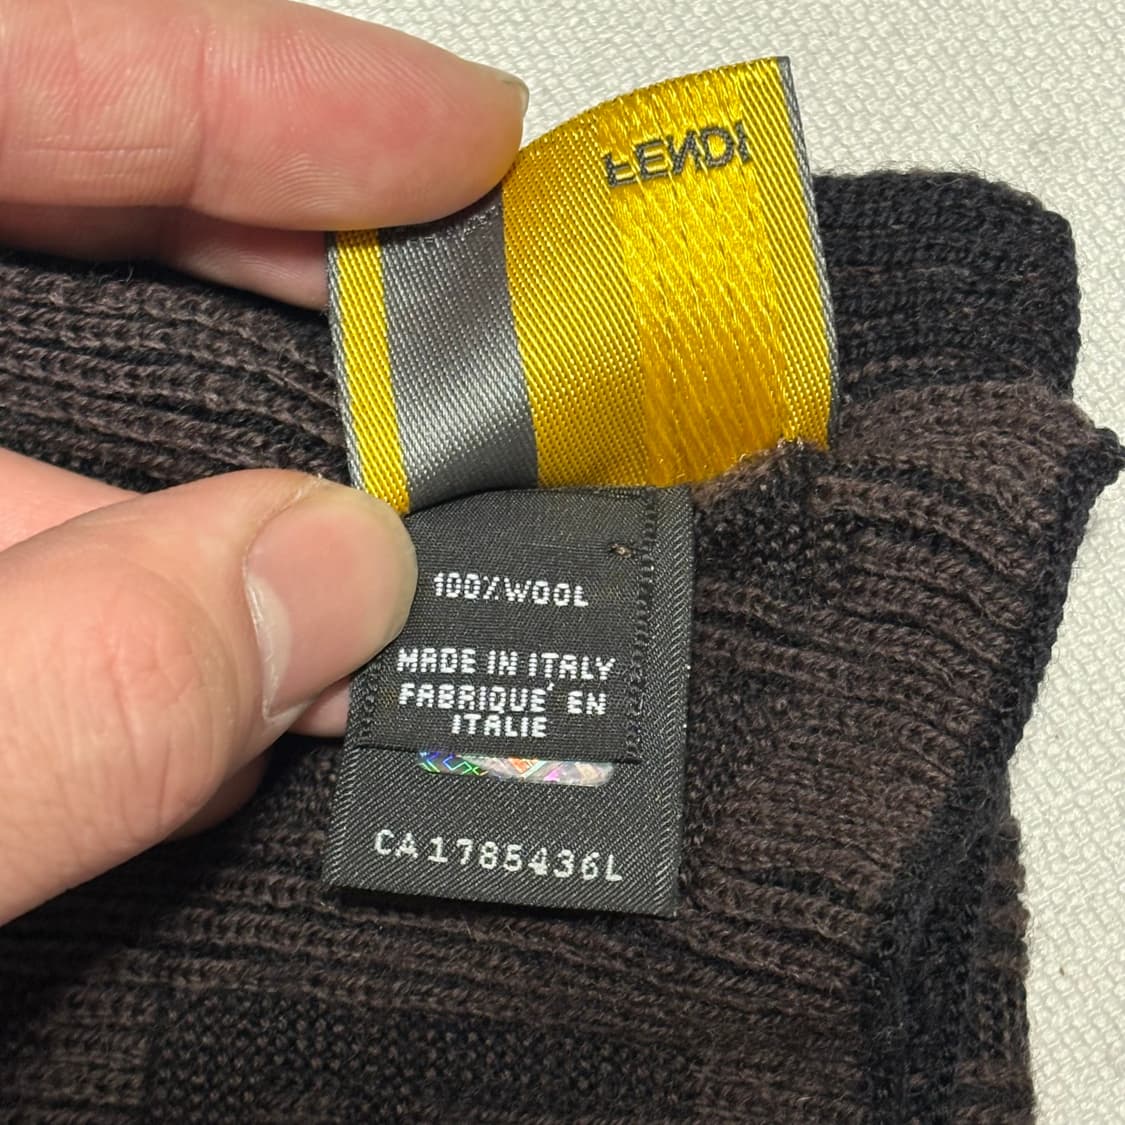 FENDI
100%WOOL
MADE IN ITALY
FABRIQUE' EN
ITALIE
CA1785436L